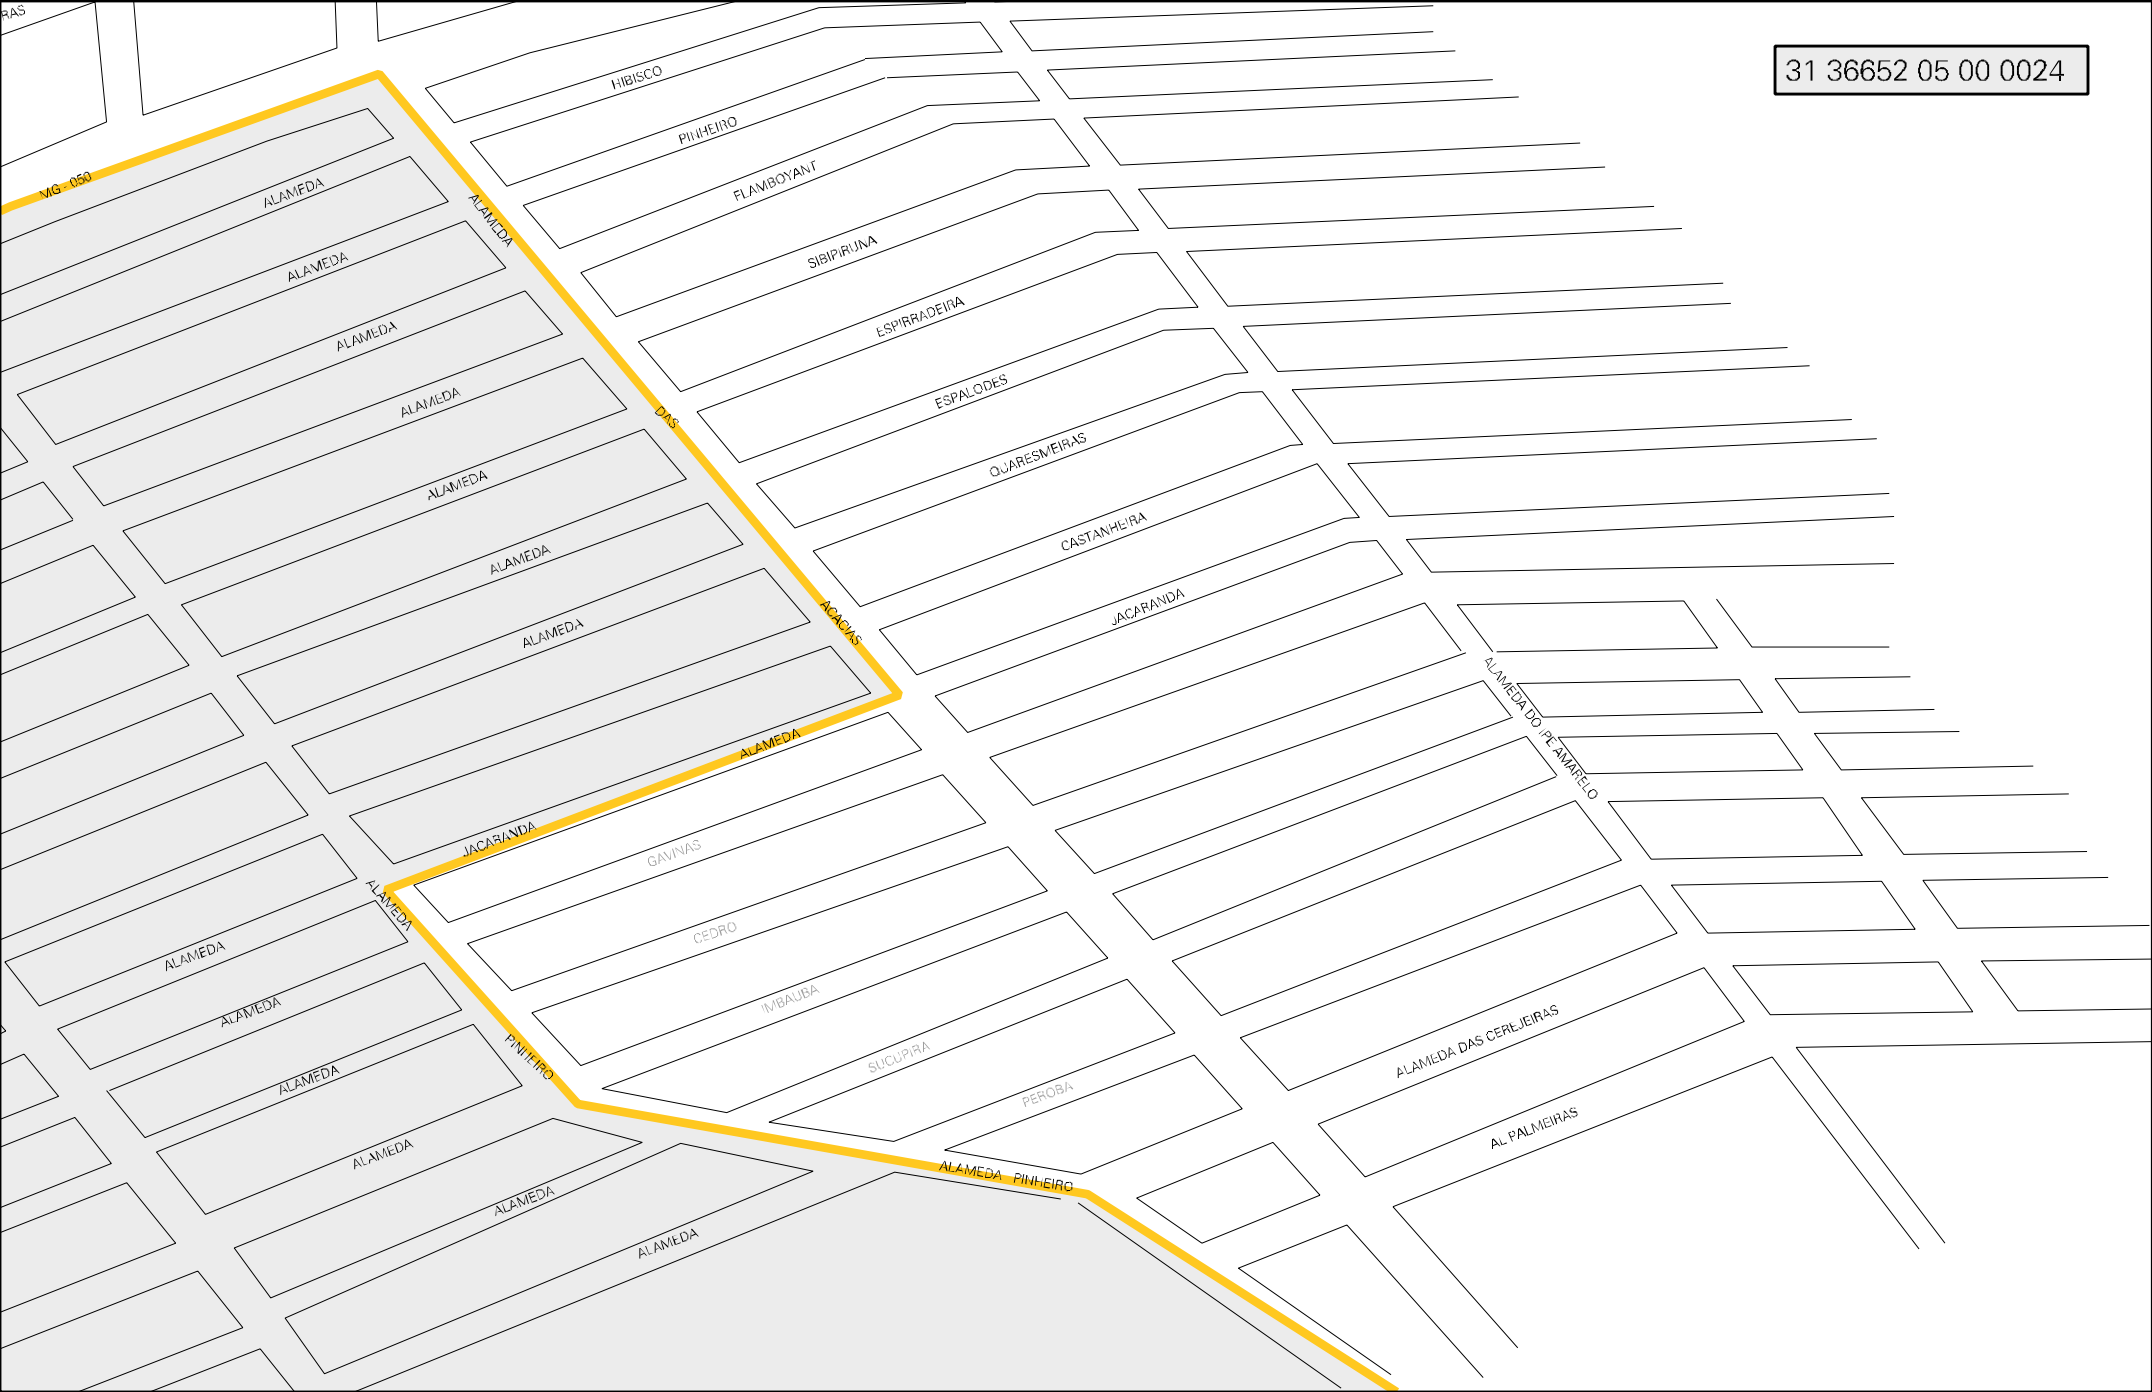 RAS
31 36652 05 00 0024
HIBISCO
PINHEIRO
MG - 050
ALAMEDA
FLAMBOYANT
ALAMEDA
ALAMEDA
SIBIPIRUNA
ALAMEDA
ESPIRRADEIRA
ALAMEDA
ESPALODES
ALAMEDA
DAS
QUARESMEIRAS
ALAMEDA
CASTANHEIRA
ALAMEDA
JACARANDA
ACACIAS
ALAMEDA
ALAMEDA DO IPE AMARELO
ALAMEDA
JACARANDA
GAVINAS
ALAMEDA
CEDRO
ALAMEDA
IMBAUBA
ALAMEDA
ALAMEDA DAS CEREJEIRAS
SUCUPIRA
PINHEIRO
ALAMEDA
PEROBA
AL PALMEIRAS
ALAMEDA
ALAMEDA PINHEIRO
ALAMEDA
ALAMEDA